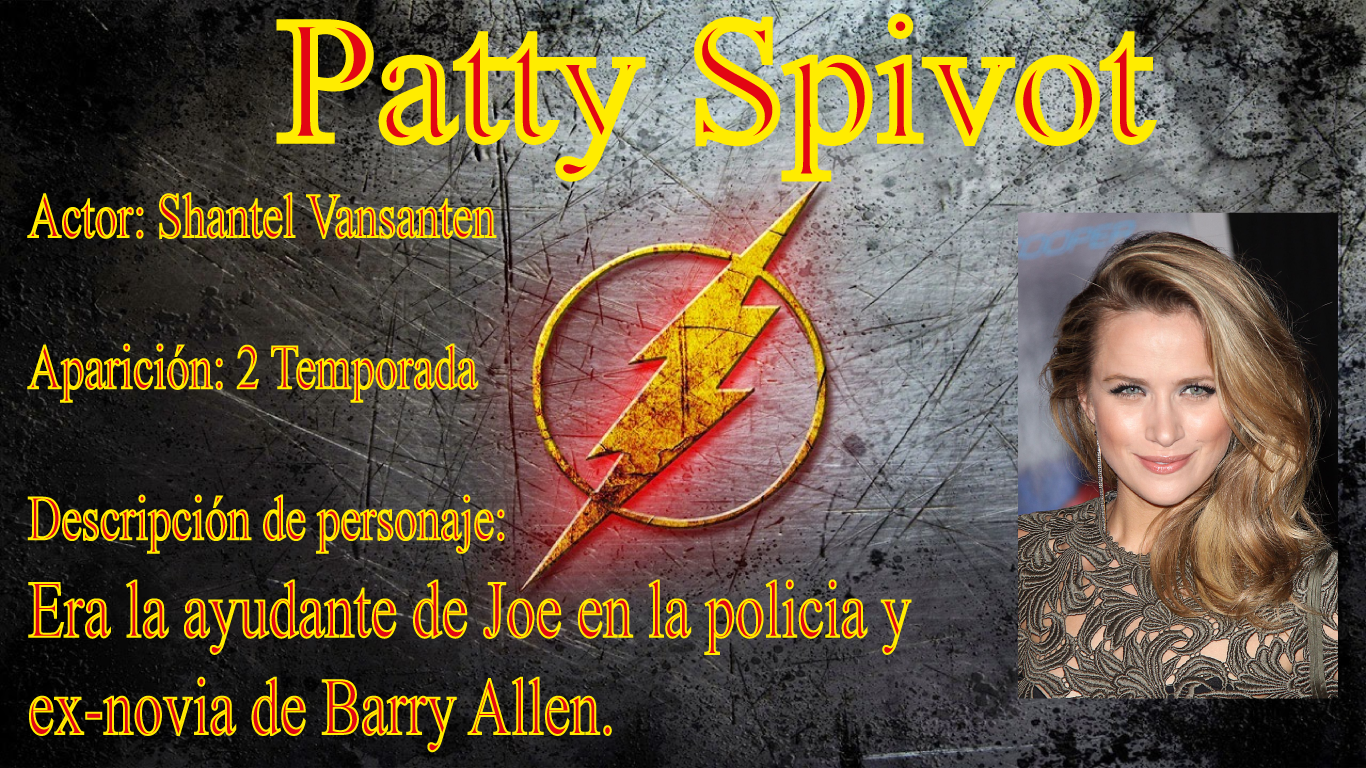 Patty Spivot
Actor: Shantel Vansanten
Aparición: 2 Temporada
Descripción de personaje:
Era la ayudante de Joe en la policia y
ex-novia de Barry Allen.